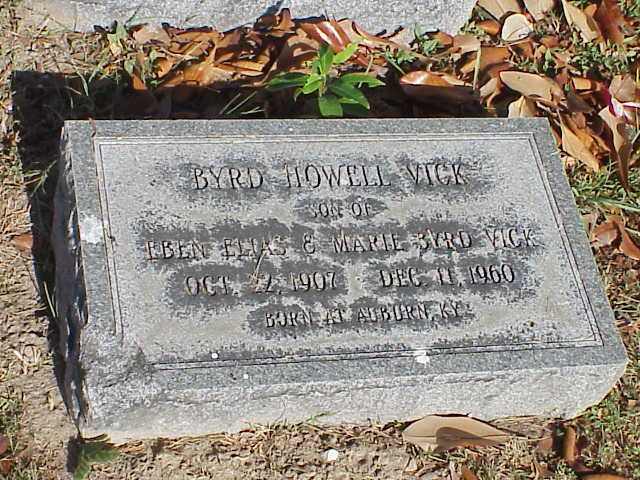 BYRD HOWELL VICK
SON OF
EBEN ELIAS & MARIE BYRD VICK
OCT. 22, 1907 DEC. 11, 1960
BORN AT AUBURN, KY.